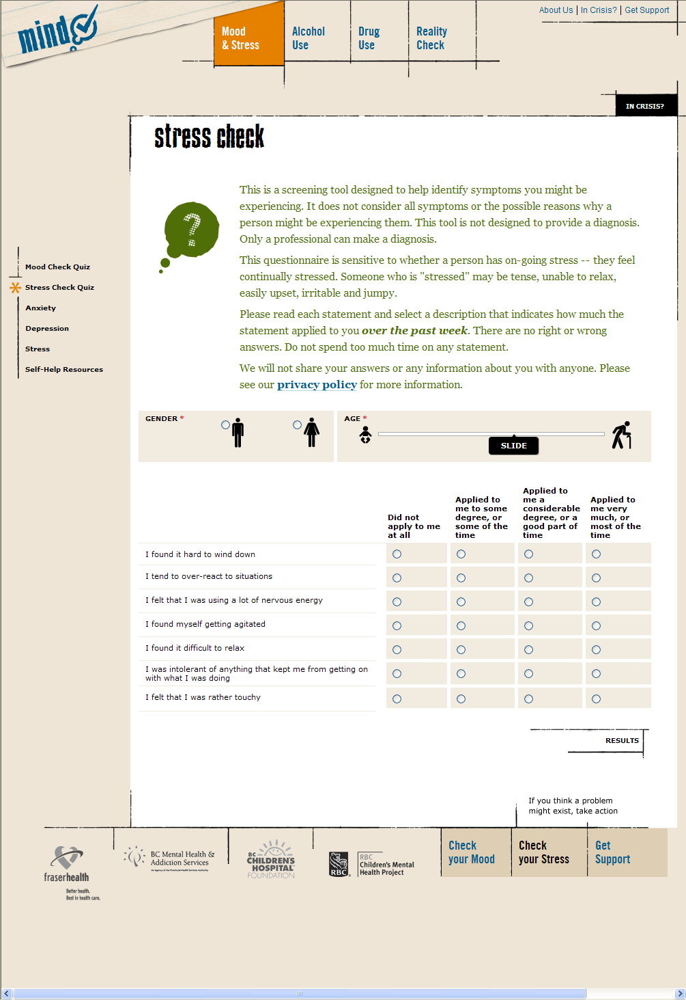 mind
Mood
& Stress
Alcohol
Use
Drug
Use
Reality
Check
About Us | In Crisis? | Get Support
IN CRISIS?
stress check
?
This is a screening tool designed to help identify symptoms you might be
experiencing. It does not consider all symptoms or the possible reasons why a
person might be experiencing them. This tool is not designed to provide a diagnosis.
Only a professional can make a diagnosis.
This questionnaire is sensitive to whether a person has on-going stress -- they feel
continually stressed. Someone who is "stressed" may be tense, unable to relax,
easily upset, irritable and jumpy.
Please read each statement and select a description that indicates how much the
statement applied to you over the past week. There are no right or wrong
answers. Do not spend too much time on any statement.
We will not share your answers or any information about you with anyone. Please
see our privacy policy for more information.
Mood Check Quiz
Stress Check Quiz
Anxiety
Depression
Stress
Self-Help Resources
GENDER *
AGE *
SLIDE
Did not
apply to me
at all
Applied to
me to some
degree, or
some of the
time
Applied to
me a
considerable
degree, or a
good part of
time
Applied to
me very
much, or
most of the
time
I found it hard to wind down
I tend to over-react to situations
I felt that I was using a lot of nervous energy
I found myself getting agitated
I found it difficult to relax
I was intolerant of anything that kept me from getting on
with what I was doing
I felt that I was rather touchy
RESULTS
If you think a problem
might exist, take action
fraserhealth
Better health.
Best in health care.
BC Mental Health &
Addiction Services
An Agency of the Provincial Health Services Authority
BC
CHILDREN'S
HOSPITAL
FOUNDATION
RBC
RBC
Children's Mental
Health Project
Check
your Mood
Check
your Stress
Get
Support